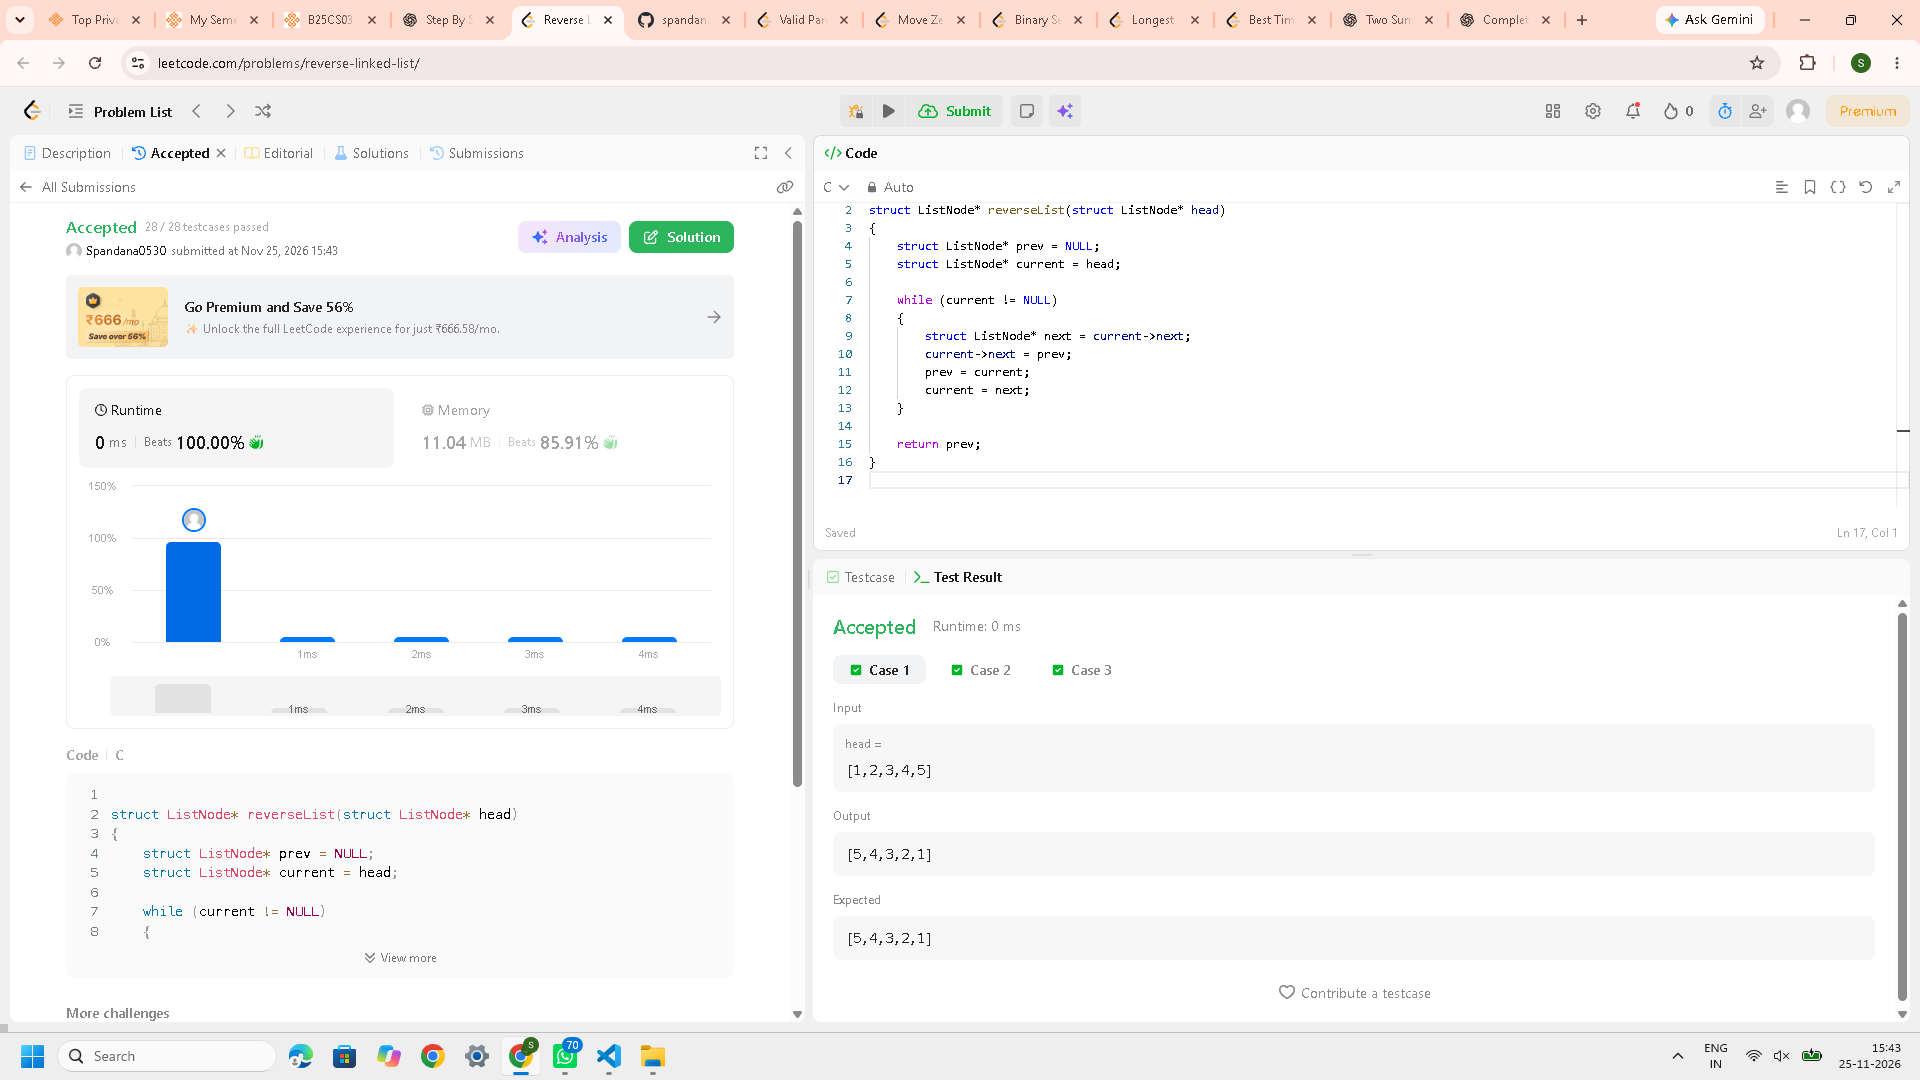 Top Priva
My Seme
B25CS03
Step By S
Reverse L
spandan
Valid Par
Move Ze
Binary Se
Longest
Best Tim
Two Sum
Complet
Ask Gemini
leetcode.com/problems/reverse-linked-list/
S
Problem List
Submit
0
Premium
Description
Accepted
Editorial
Solutions
Submissions
All Submissions
Accepted 28 / 28 testcases passed
Spandana0530 submitted at Nov 25, 2026 15:43
Analysis
Solution
₹666/mo
Save over 56%
Go Premium and Save 56%
✨ Unlock the full LeetCode experience for just ₹666.58/mo.
Runtime
0 ms Beats 100.00%
Memory
11.04 MB Beats 85.91%
150%
100%
50%
0%
1ms 2ms 3ms 4ms
1ms 2ms 3ms 4ms
Code C
1
2 struct ListNode* reverseList(struct ListNode* head)
3 {
4 struct ListNode* prev = NULL;
5 struct ListNode* current = head;
6
7 while (current != NULL)
8 {
View more
More challenges
Code
C Auto
2 struct ListNode* reverseList(struct ListNode* head)
3 {
4 struct ListNode* prev = NULL;
5 struct ListNode* current = head;
6
7 while (current != NULL)
8 {
9 struct ListNode* next = current->next;
10 current->next = prev;
11 prev = current;
12 current = next;
13 }
14
15 return prev;
16 }
17
Saved
Ln 17, Col 1
Testcase
Test Result
Accepted Runtime: 0 ms
Case 1
Case 2
Case 3
Input
head =
[1,2,3,4,5]
Output
[5,4,3,2,1]
Expected
[5,4,3,2,1]
Contribute a testcase
Search
S
70
ENG
IN
15:43
25-11-2026